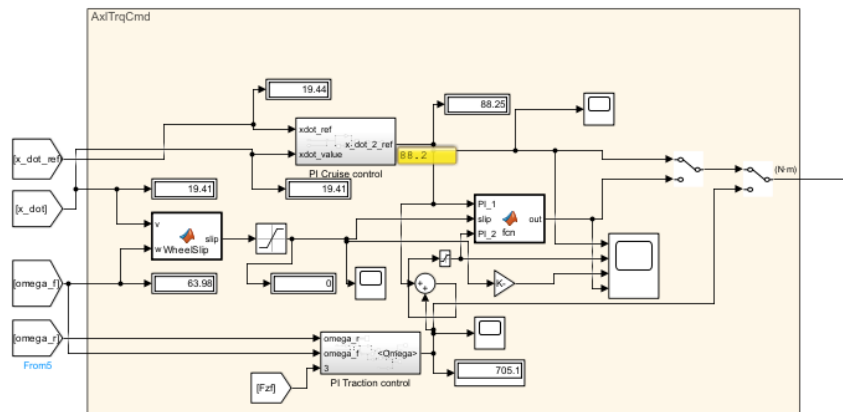 AxlTrqCmd
19.44
88.25
xdot_ref
x_dot_2_ref
xdot_value
88.2
[x_dot_ref]
PI Cruise control
(N·m)
19.41
19.41
[x_dot]
v
slip
w
WheelSlip
PI_1
slip
out
PI_2
fcn
0
K-
63.98
[omega_f]
[omega_r]
From5
omega_r
omega_f
<Omega>
3
705.1
PI Traction control
[Fzf]